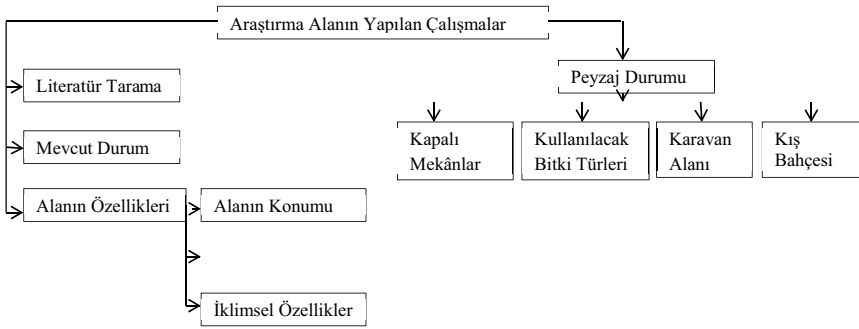 Araştırma Alanın Yapılan Çalışmalar
Peyzaj Durumu
Literatür Tarama
Kapalı
Mekânlar
Kullanılacak
Bitki Türleri
Karavan
Alanı
Kış
Bahçesi
Mevcut Durum
Alanın Özellikleri
Alanın Konumu
İklimsel Özellikler